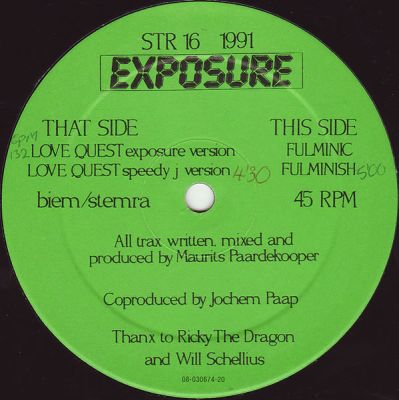 STR 16 1991
EXPOSURE
THAT SIDE
BPM
132 LOVE QUEST exposure version
LOVE QUEST speedy j version 4'30
biem/stemra
THIS SIDE
FULMINIC
FULMINISH 5'00
45 RPM
All trax written, mixed and
produced by Maurits Paardekooper
Coproduced by Jochem Paap
Thanx to Ricky The Dragon
and Will Schellius
08-030674-20